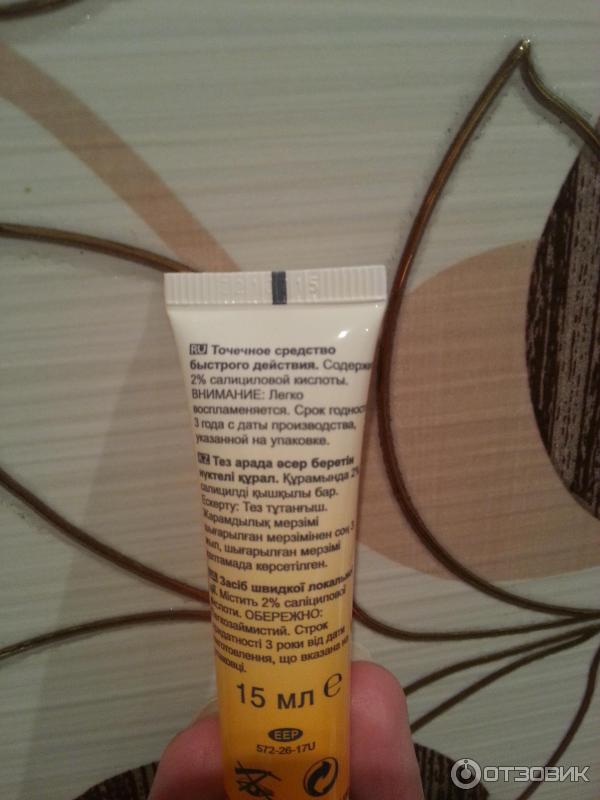 RU Точечное средство
быстрого действия. Содержи
2% салициловой кислоты.
ВНИМАНИЕ: Легко
воспламеняется. Срок годност
3 года с даты производства,
указанной на упаковке.
KZ Тез арада әсер беретін
нүктелі құрал. Құрамында 2%
салицилді қышқылы бар.
Ескерту: Тез тұтанғыш.
Жарамдылық мерзімі
шығарылған мерзімінен соң 3
жыл, шығарылған мерзімі
қаптамада көрсетілген.
Засіб швидкої локально
ії. Містить 2% саліцилової
кислоти. ОБЕРЕЖНО:
Легкозаймистий. Строк
придатності 3 роки від дати
виготовлення, що вказана на
упаковці.
15 мл e
EEP
572-26-17U
ОТЗОВИК